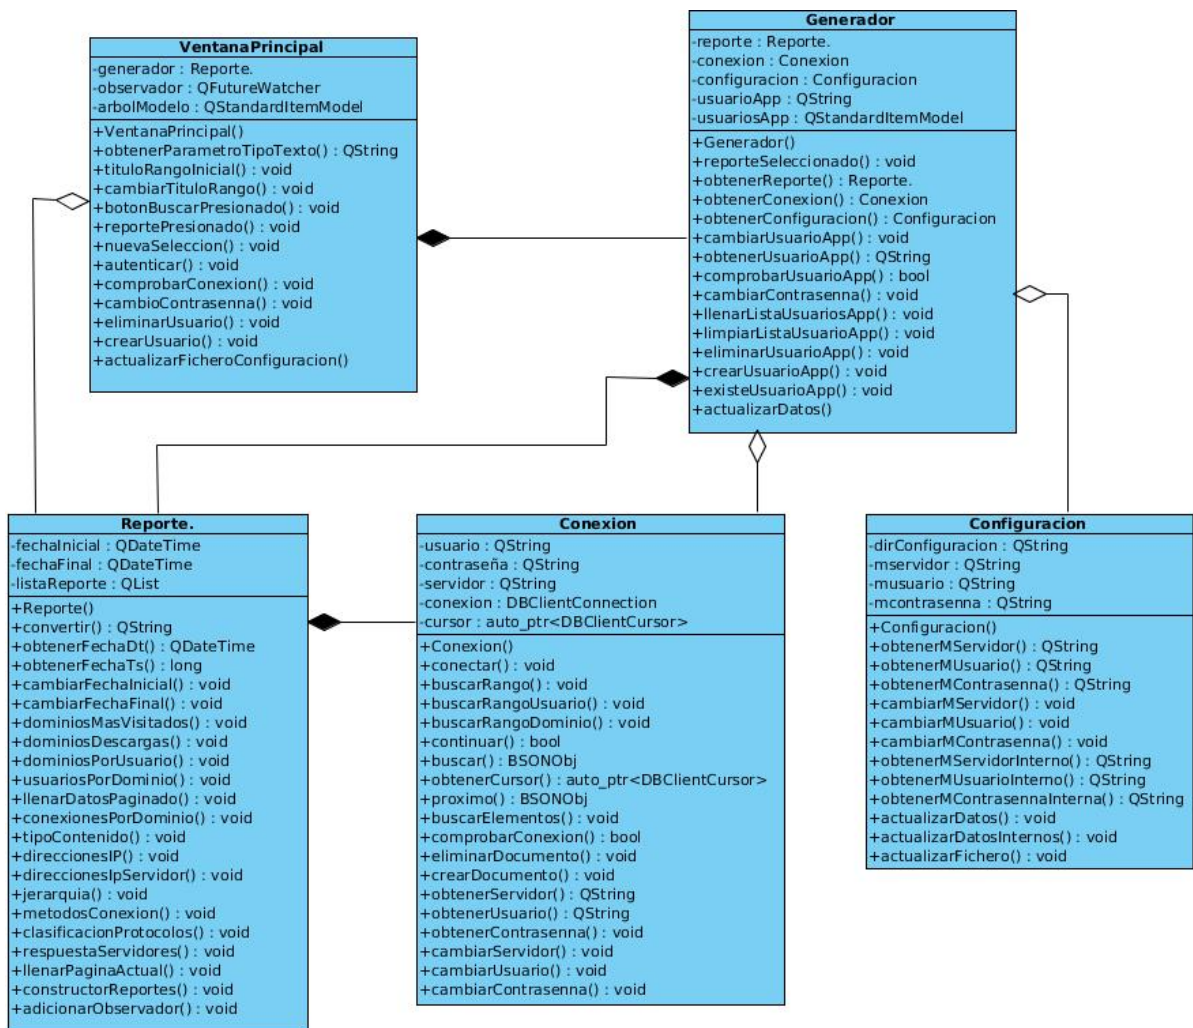 VentanaPrincipal
-generador : Reporte.
-observador : QFutureWatcher
-arbolModelo : QStandardItemModel
+VentanaPrincipal()
+obtenerParametroTipoTexto() : QString
+tituloRangoInicial() : void
+cambiarTituloRango() : void
+botonBuscarPresionado() : void
+reportePresionado() : void
+nuevaSeleccion() : void
+autenticar() : void
+comprobarConexion() : void
+cambioContrasenna() : void
+eliminarUsuario() : void
+crearUsuario() : void
+actualizarFicheroConfiguracion()
Generador
-reporte : Reporte.
-conexion : Conexion
-configuracion : Configuracion
-usuarioApp : QString
-usuariosApp : QStandardItemModel
+Generador()
+reporteSeleccionado() : void
+obtenerReporte() : Reporte.
+obtenerConexion() : Conexion
+obtenerConfiguracion() : Configuracion
+cambiarUsuarioApp() : void
+obtenerUsuarioApp() : QString
+comprobarUsuarioApp() : bool
+cambiarContrasenna() : void
+llenarListaUsuariosApp() : void
+limpiarListaUsuarioApp() : void
+eliminarUsuarioApp() : void
+crearUsuarioApp() : void
+existeUsuarioApp() : void
+actualizarDatos()
Reporte.
-fechaInicial : QDateTime
-fechaFinal : QDateTime
-listaReporte : QList
+Reporte()
+convertir() : QString
+obtenerFechaDt() : QDateTime
+obtenerFechaTs() : long
+cambiarFechaInicial() : void
+cambiarFechaFinal() : void
+dominiosMasVisitados() : void
+dominiosDescargas() : void
+dominiosPorUsuario() : void
+usuariosPorDominio() : void
+llenarDatosPaginado() : void
+conexionesPorDominio() : void
+tipoContenido() : void
+direccionesIP() : void
+direccionesIpServidor() : void
+jerarquia() : void
+metodosConexion() : void
+clasificacionProtocolos() : void
+respuestaServidores() : void
+llenarPaginaActual() : void
+constructorReportes() : void
+adicionarObservador() : void
Conexion
-usuario : QString
-contraseña : QString
-servidor : QString
-conexion : DBClientConnection
-cursor : auto_ptr<DBClientCursor>
+Conexion()
+conectar() : void
+buscarRango() : void
+buscarRangoUsuario() : void
+buscarRangoDominio() : void
+continuar() : bool
+buscar() : BSONObj
+obtenerCursor() : auto_ptr<DBClientCursor>
+proximo() : BSONObj
+buscarElementos() : void
+comprobarConexion() : bool
+eliminarDocumento() : void
+crearDocumento() : void
+obtenerServidor() : QString
+obtenerUsuario() : QString
+obtenerContrasenna() : void
+cambiarServidor() : void
+cambiarUsuario() : void
+cambiarContrasenna() : void
Configuracion
-dirConfiguracion : QString
-mservidor : QString
-musuario : QString
-mcontrasenna : QString
+Configuracion()
+obtenerMServidor() : QString
+obtenerMUsuario() : QString
+obtenerMContrasenna() : QString
+cambiarMServidor() : void
+cambiarMUsuario() : void
+cambiarMContrasenna() : void
+obtenerMServidorInterno() : QString
+obtenerMUsuarioInterno() : QString
+obtenerMContrasennaInterna() : QString
+actualizarDatos() : void
+actualizarDatosInternos() : void
+actualizarFichero() : void